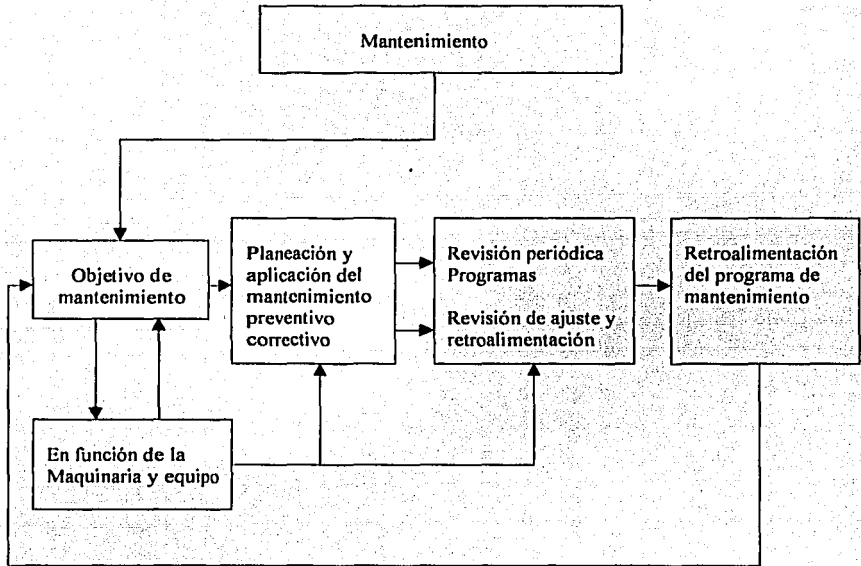 Mantenimiento
Objetivo de
mantenimiento
Planeación y
aplicación del
mantenimiento
preventivo
correctivo
Revisión periódica
Programas
Revisión de ajuste y
retroalimentación
Retroalimentación
del programa de
mantenimiento
En función de la
Maquinaria y equipo